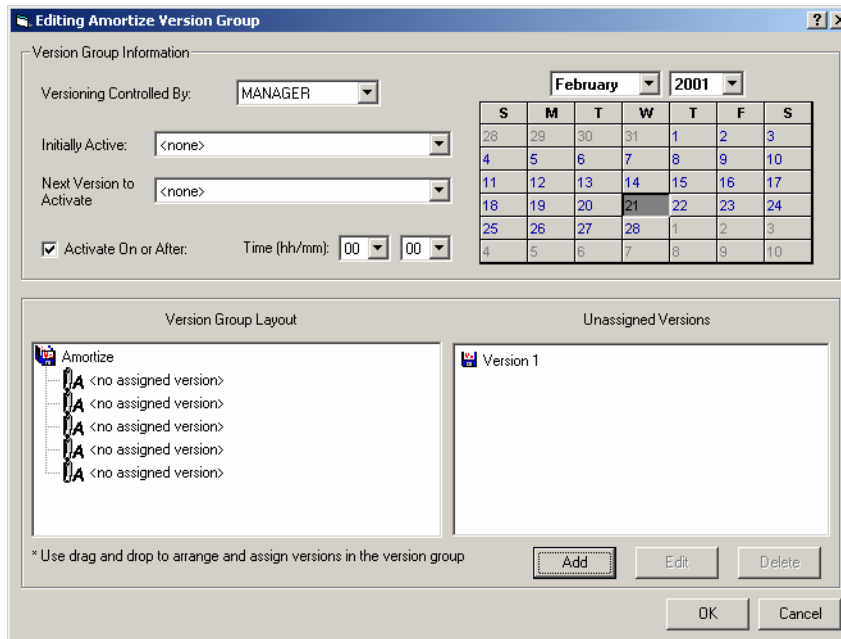 Editing Amortize Version Group
Version Group Information
Versioning Controlled By: MANAGER
February 2001
S M T W T F S
28 29 30 31 1 2 3
4 5 6 7 8 9 10
11 12 13 14 15 16 17
18 19 20 21 22 23 24
25 26 27 28 1 2 3
4 5 6 7 8 9 10
Initially Active: <none>
Next Version to
Activate <none>
Activate On or After: Time (hh/mm): 00 00
Version Group Layout
Amortize
<no assigned version>
<no assigned version>
<no assigned version>
<no assigned version>
<no assigned version>
Unassigned Versions
Version 1
* Use drag and drop to arrange and assign versions in the version group
Add Edit Delete
OK Cancel